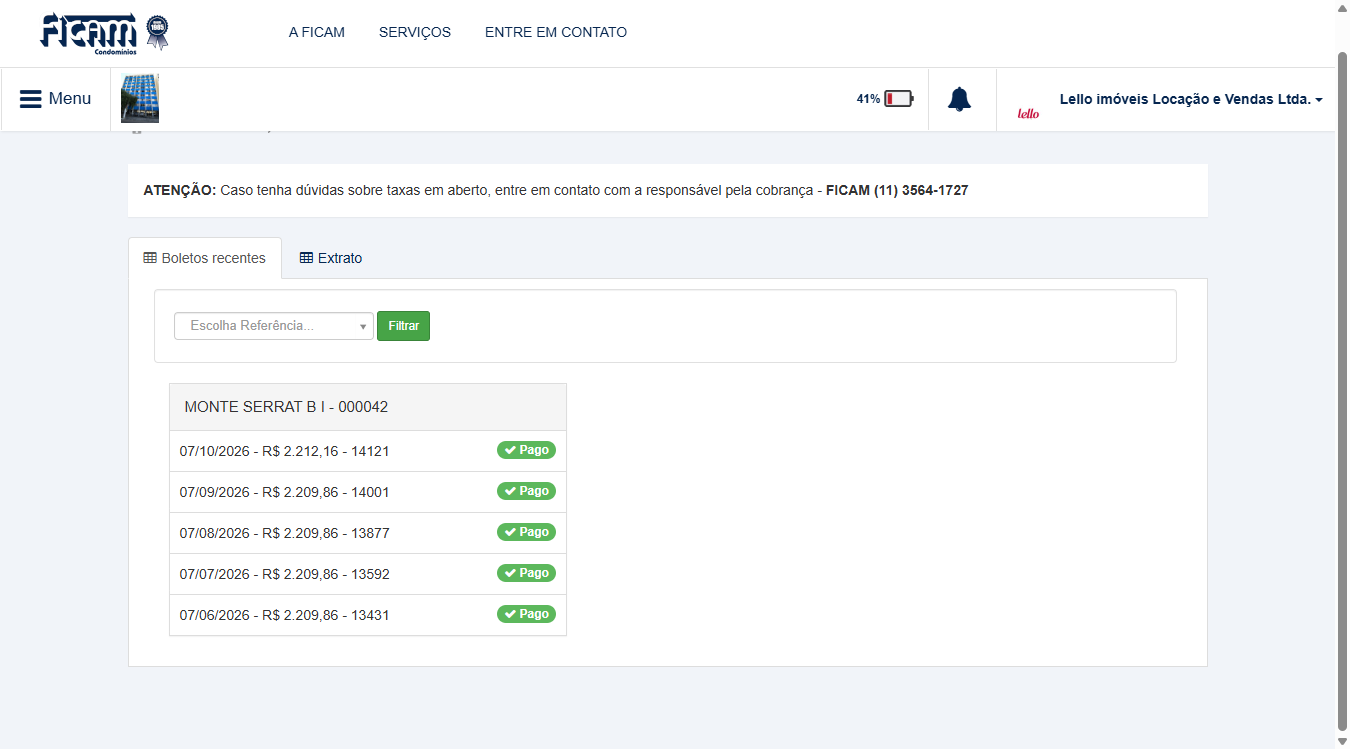 FICAM
1985
Condomínios
A FICAM
SERVIÇOS
ENTRE EM CONTATO
Menu
41%
lello
Lello imóveis Locação e Vendas Ltda.
ATENÇÃO: Caso tenha dúvidas sobre taxas em aberto, entre em contato com a responsável pela cobrança - FICAM (11) 3564-1727
Boletos recentes
Extrato
Escolha Referência...
Filtrar
MONTE SERRAT B I - 000042
07/10/2026 - R$ 2.212,16 - 14121 Pago
07/09/2026 - R$ 2.209,86 - 14001 Pago
07/08/2026 - R$ 2.209,86 - 13877 Pago
07/07/2026 - R$ 2.209,86 - 13592 Pago
07/06/2026 - R$ 2.209,86 - 13431 Pago